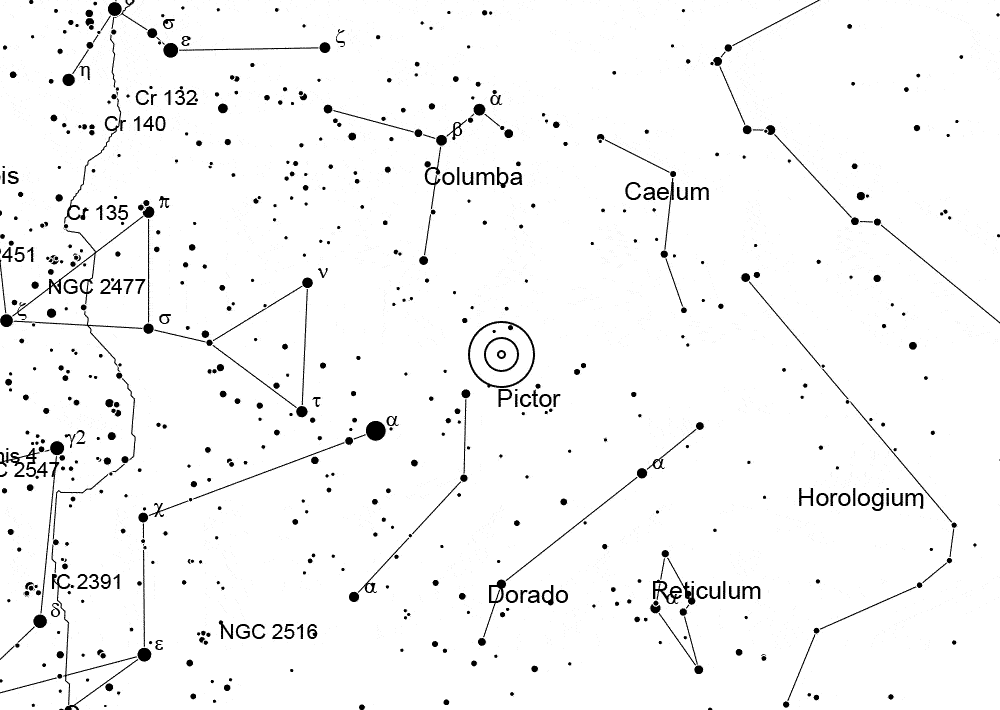 σ
ε
ζ
η
Cr 132
α
Cr 140
β
Columba
Caelum
π
Cr 135
ν
NGC 2477
ζ
σ
Pictor
τ
α
γ2
α
Horologium
χ
IC 2391
α
Dorado
Reticulum
α
δ
NGC 2516
ε